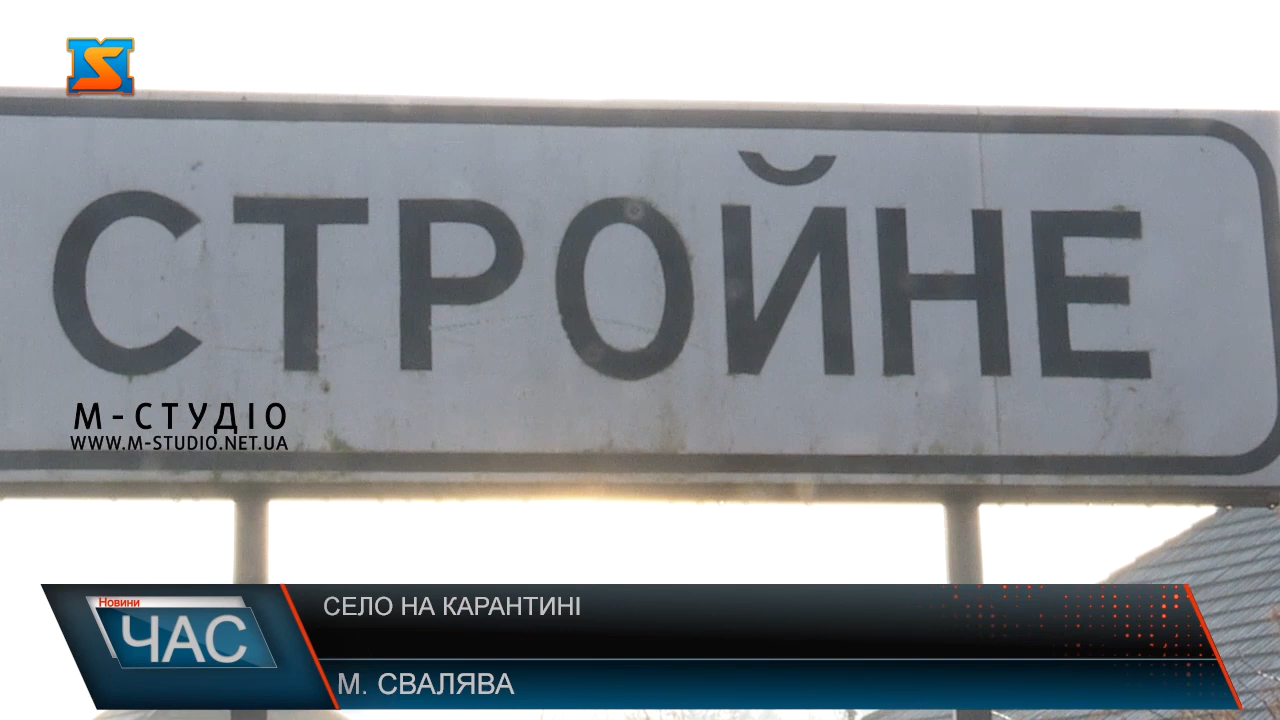 СТРОЙНЕ
М-СТУДІО
WWW.M-STUDIO.NET.UA
Новини
ЧАС
СЕЛО НА КАРАНТИНІ
М. СВАЛЯВА